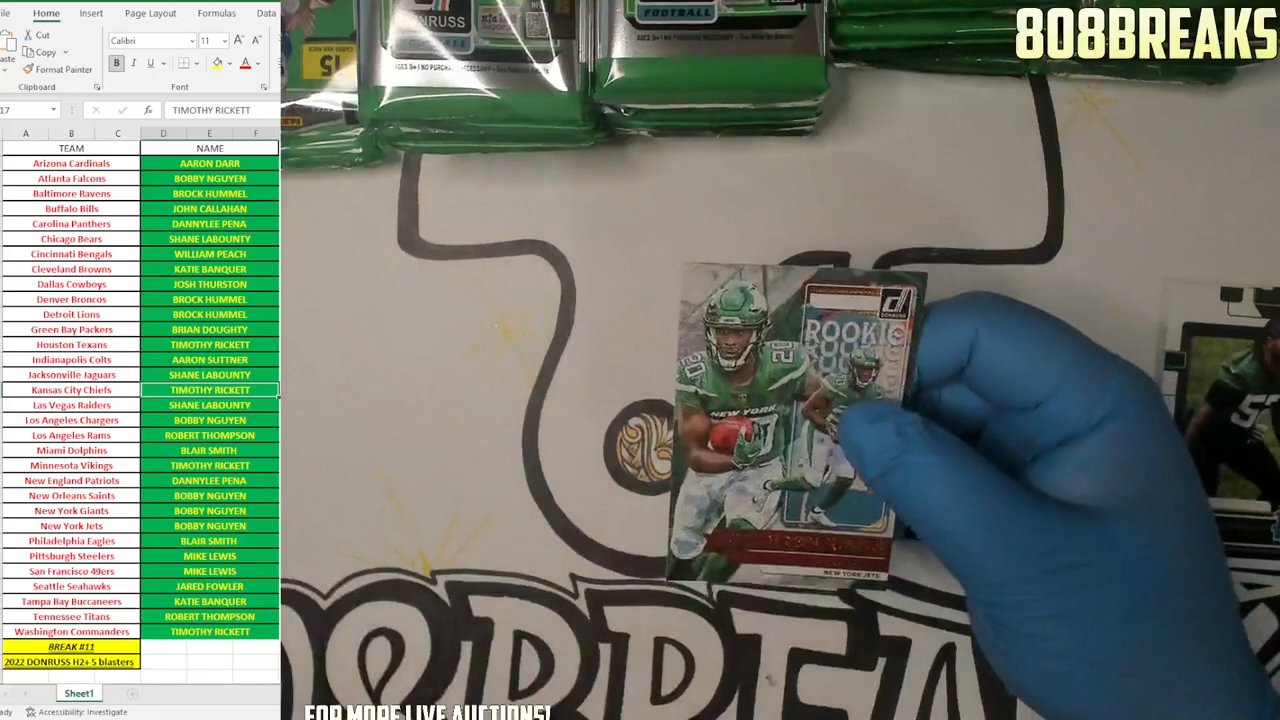 808BREAKS
ile Home Insert Page Layout Formulas Data
Cut
Copy
Format Painter
Calibri 11
B I U
Clipboard Font
17 fx TIMOTHY RICKETT
A B C D E F
TEAM NAME
Arizona Cardinals AARON DARR
Atlanta Falcons BOBBY NGUYEN
Baltimore Ravens BROCK HUMMEL
Buffalo Bills JOHN CALLAHAN
Carolina Panthers DANNYLEE PENA
Chicago Bears SHANE LABOUNTY
Cincinnati Bengals WILLIAM PEACH
Cleveland Browns KATIE BANQUER
Dallas Cowboys JOSH THURSTON
Denver Broncos BROCK HUMMEL
Detroit Lions BROCK HUMMEL
Green Bay Packers BRIAN DOUGHTY
Houston Texans TIMOTHY RICKETT
Indianapolis Colts AARON SUTTNER
Jacksonville Jaguars SHANE LABOUNTY
Kansas City Chiefs TIMOTHY RICKETT
Las Vegas Raiders SHANE LABOUNTY
Los Angeles Chargers BOBBY NGUYEN
Los Angeles Rams ROBERT THOMPSON
Miami Dolphins BLAIR SMITH
Minnesota Vikings TIMOTHY RICKETT
New England Patriots DANNYLEE PENA
New Orleans Saints BOBBY NGUYEN
New York Giants BOBBY NGUYEN
New York Jets BOBBY NGUYEN
Philadelphia Eagles BLAIR SMITH
Pittsburgh Steelers MIKE LEWIS
San Francisco 49ers MIKE LEWIS
Seattle Seahawks JARED FOWLER
Tampa Bay Buccaneers KATIE BANQUER
Tennessee Titans ROBERT THOMPSON
Washington Commanders TIMOTHY RICKETT
BREAK #11
2022 DONRUSS H2+ 5 blasters
Sheet1
ady Accessibility: Investigate
DONRUSS
FOOTBALL
15
DONRUSS
ROOKIE
NEW YORK
20
NEW YORK JETS
FOR MORE LIVE AUCTIONS!